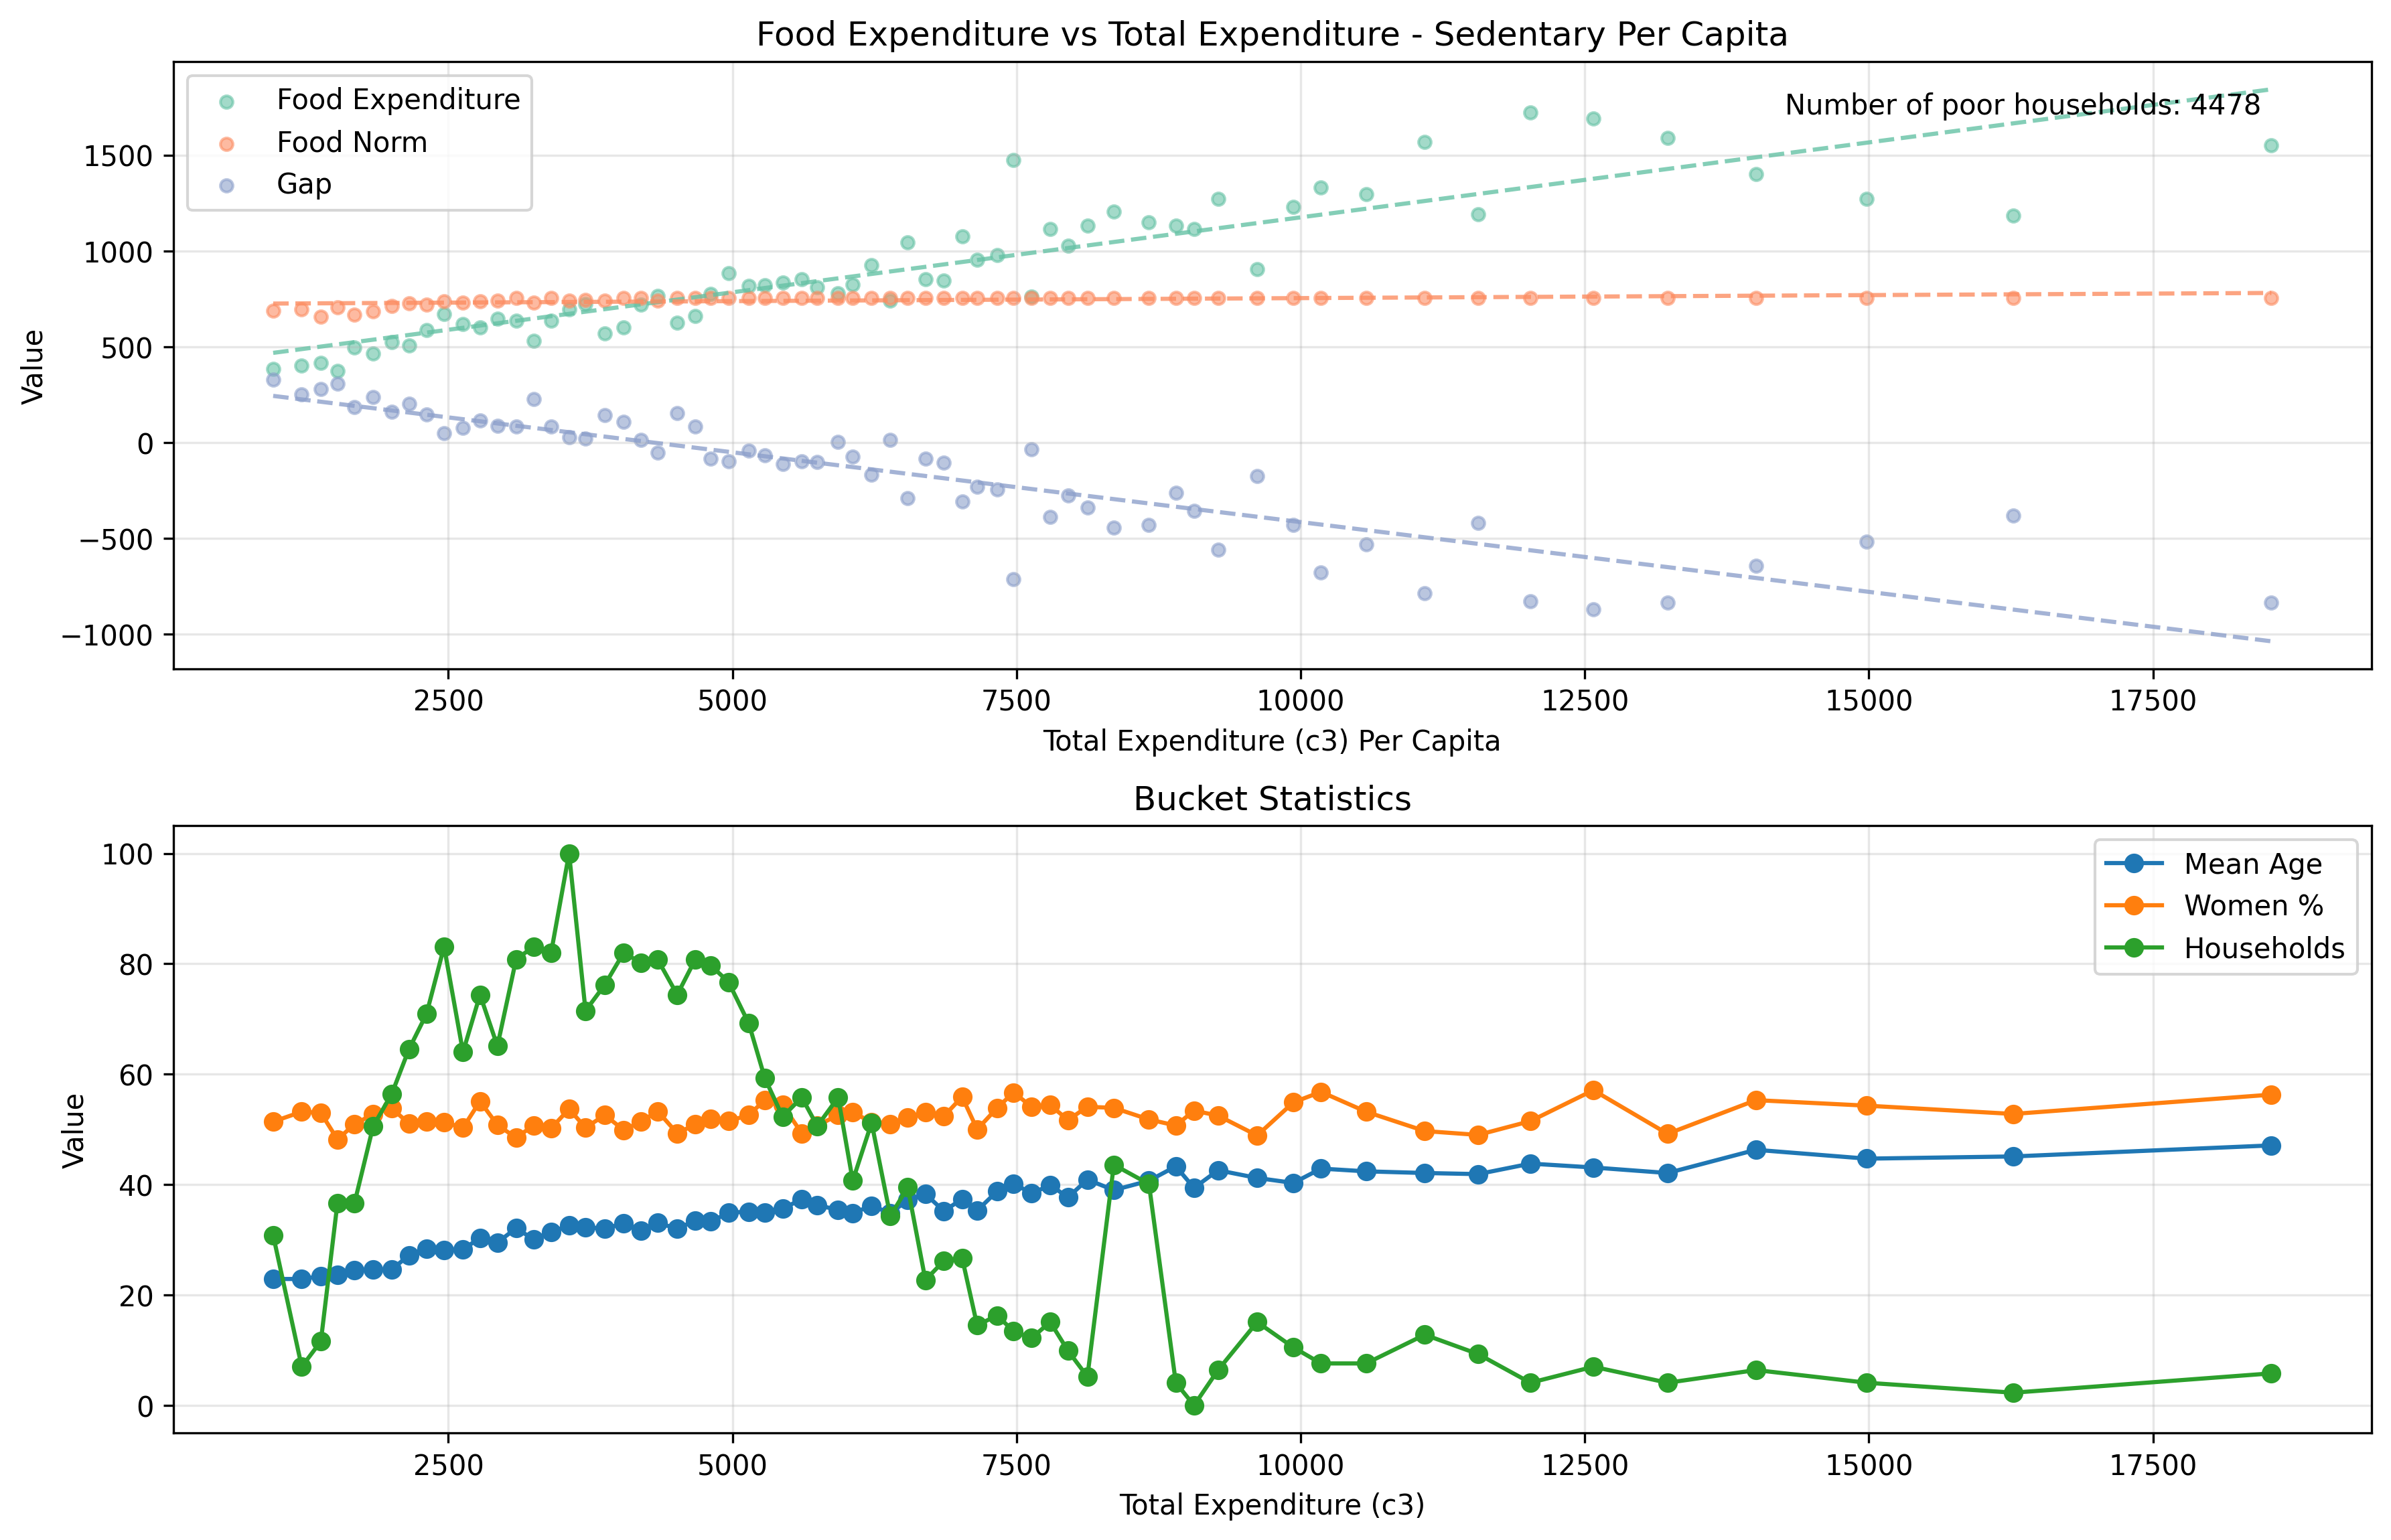 Food Expenditure vs Total Expenditure - Sedentary Per Capita
Food Expenditure
Food Norm
Gap
Number of poor households: 4478
1500
1000
500
0
−500
−1000
Value
2500 5000 7500 10000 12500 15000 17500
Total Expenditure (c3) Per Capita
Bucket Statistics
Mean Age
Women %
Households
100
80
60
40
20
0
Value
2500 5000 7500 10000 12500 15000 17500
Total Expenditure (c3)